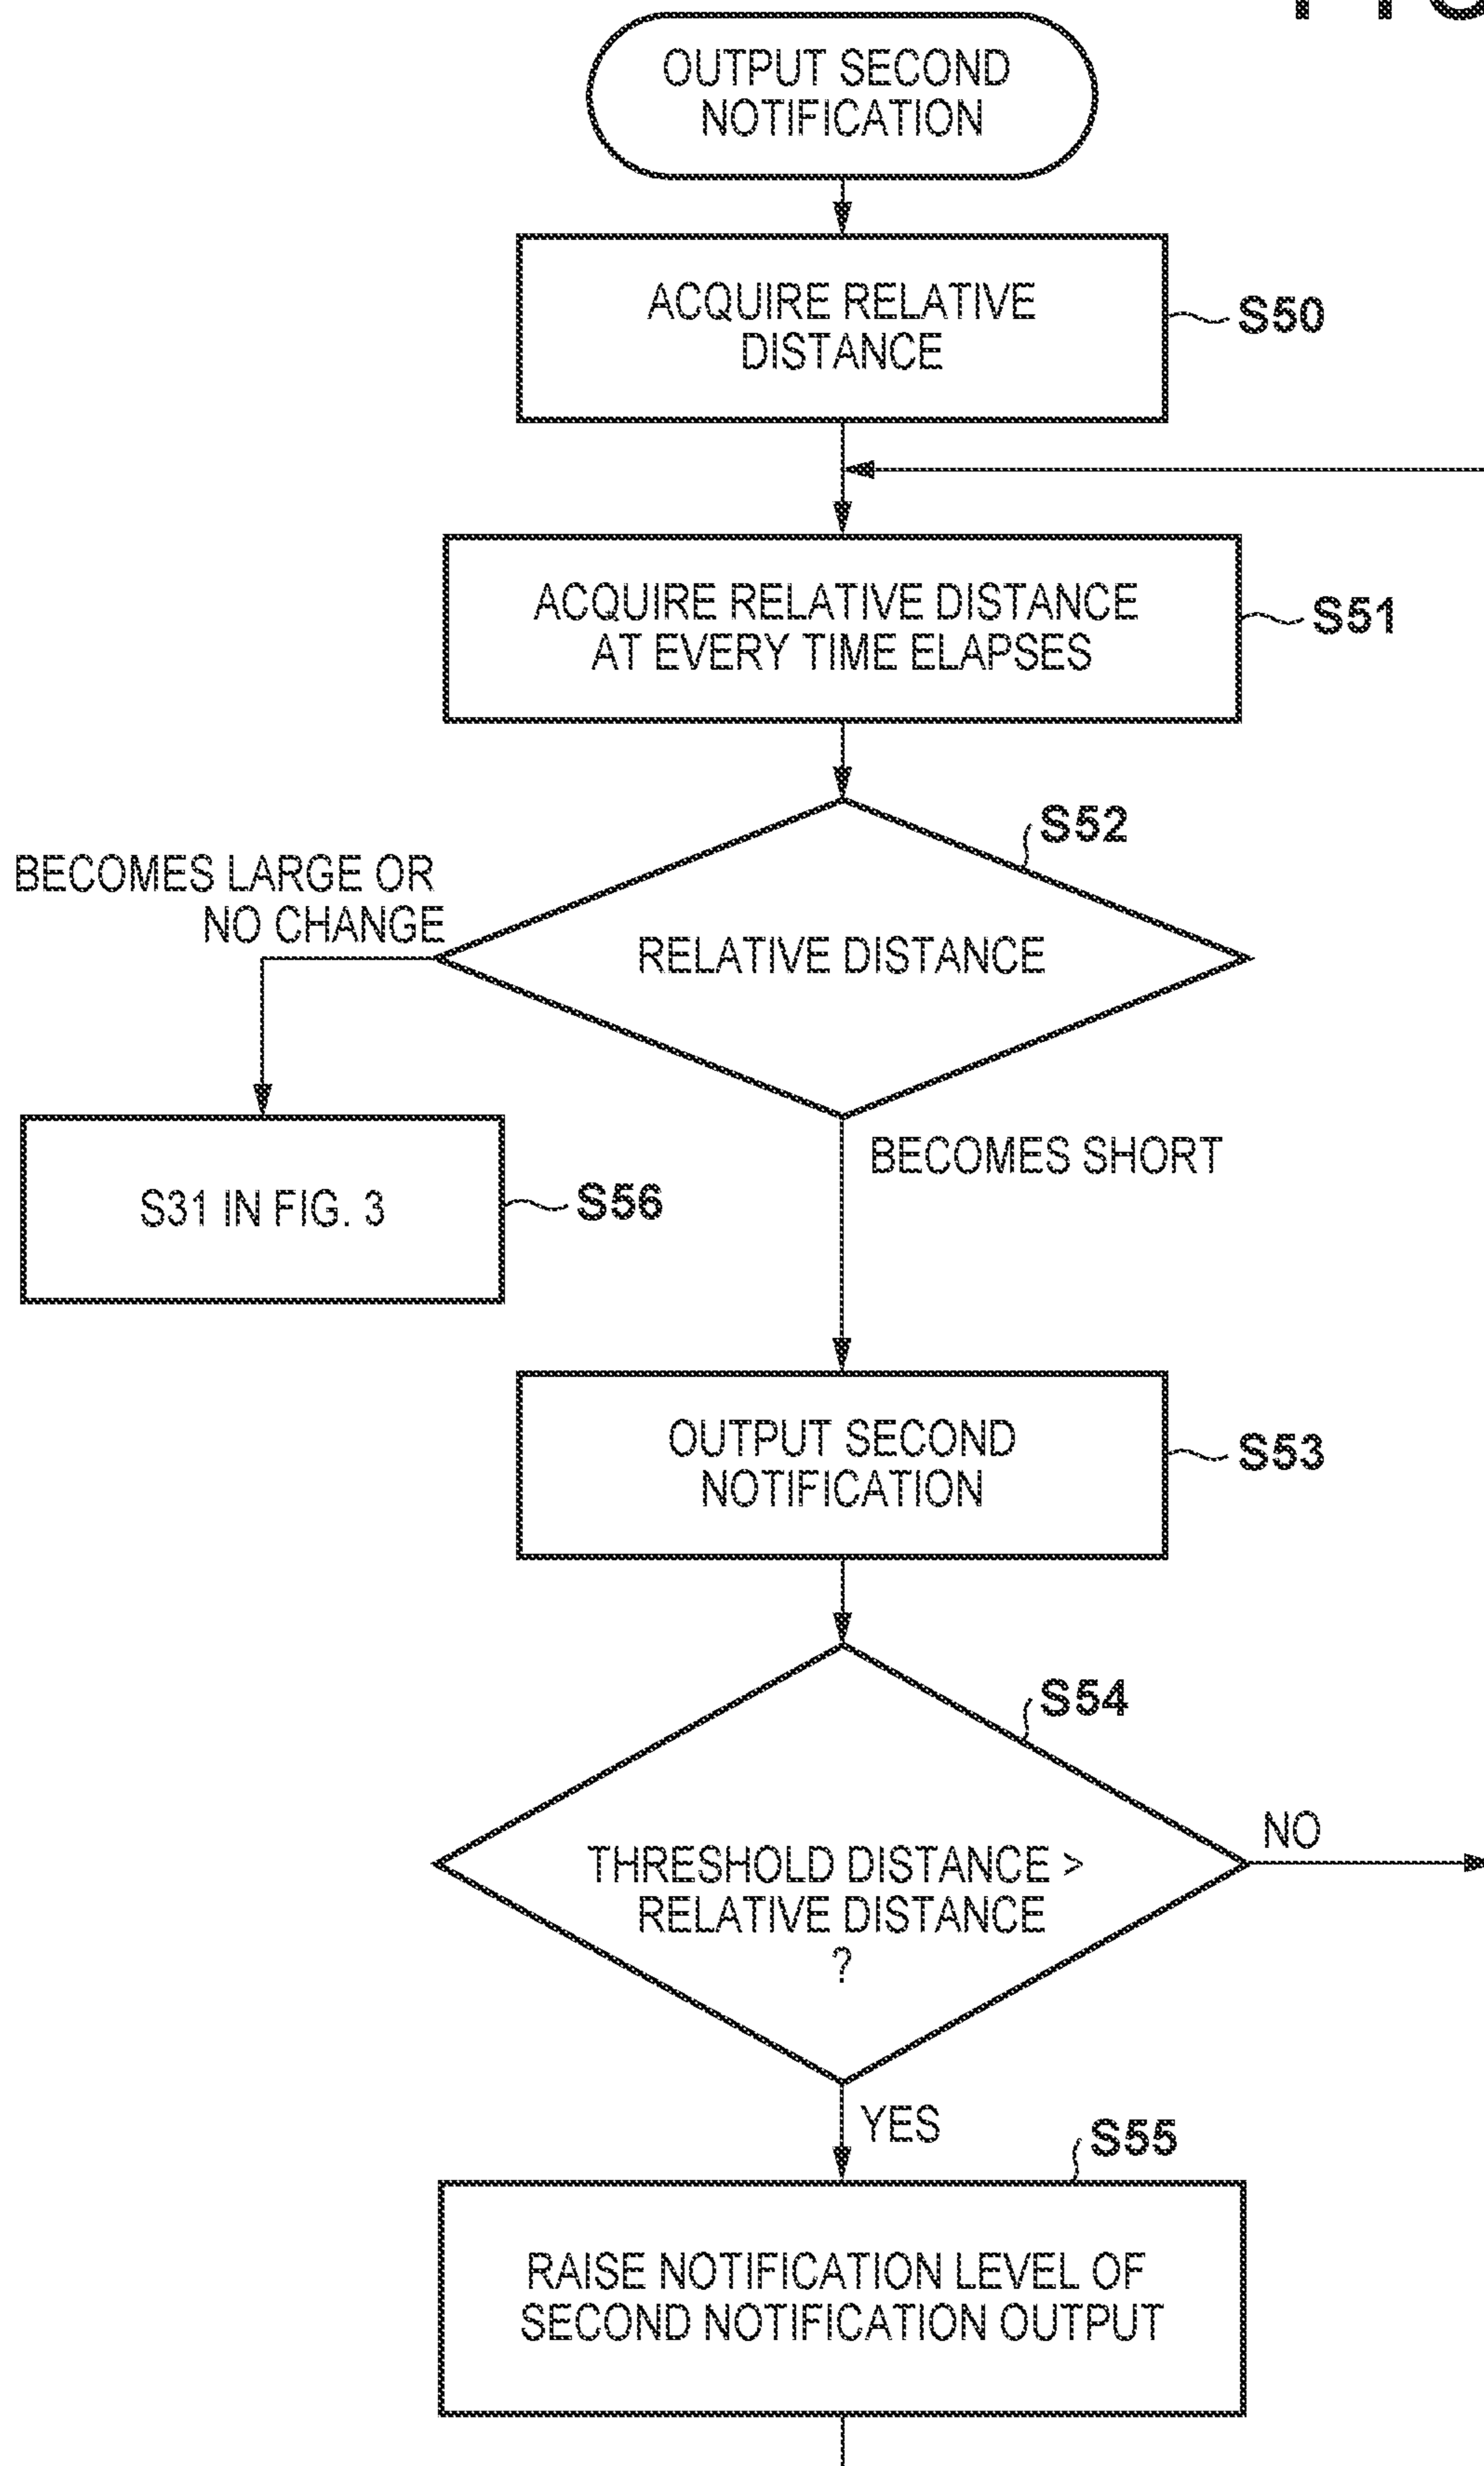 OUTPUT SECOND
NOTIFICATION
ACQUIRE RELATIVE
DISTANCE
S50
ACQUIRE RELATIVE DISTANCE
AT EVERY TIME ELAPSES
S51
S52
BECOMES LARGE OR
NO CHANGE
RELATIVE DISTANCE
BECOMES SHORT
S31 IN FIG. 3
S56
OUTPUT SECOND
NOTIFICATION
S53
S54
THRESHOLD DISTANCE >
RELATIVE DISTANCE
?
NO
YES
S55
RAISE NOTIFICATION LEVEL OF
SECOND NOTIFICATION OUTPUT